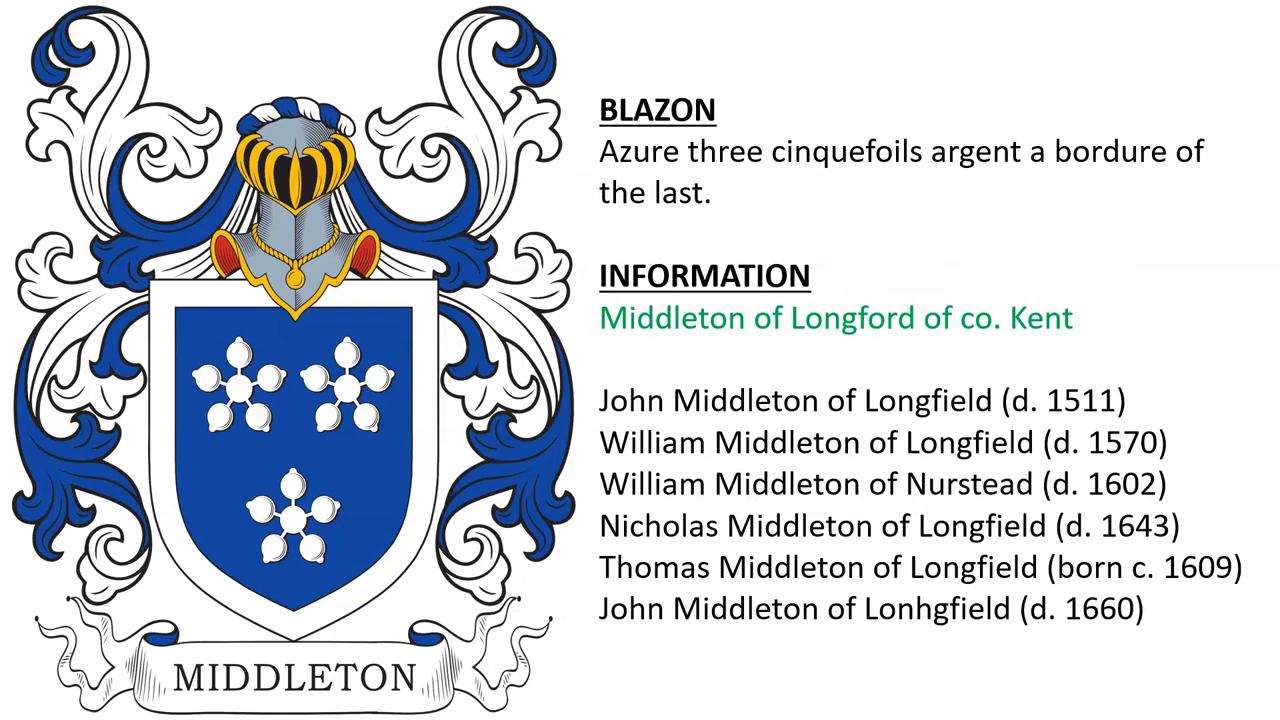 BLAZON
Azure three cinquefoils argent a bordure of
the last.
INFORMATION
Middleton of Longford of co. Kent
John Middleton of Longfield (d. 1511)
William Middleton of Longfield (d. 1570)
William Middleton of Nurstead (d. 1602)
Nicholas Middleton of Longfield (d. 1643)
Thomas Middleton of Longfield (born c. 1609)
John Middleton of Lonhgfield (d. 1660)
MIDDLETON